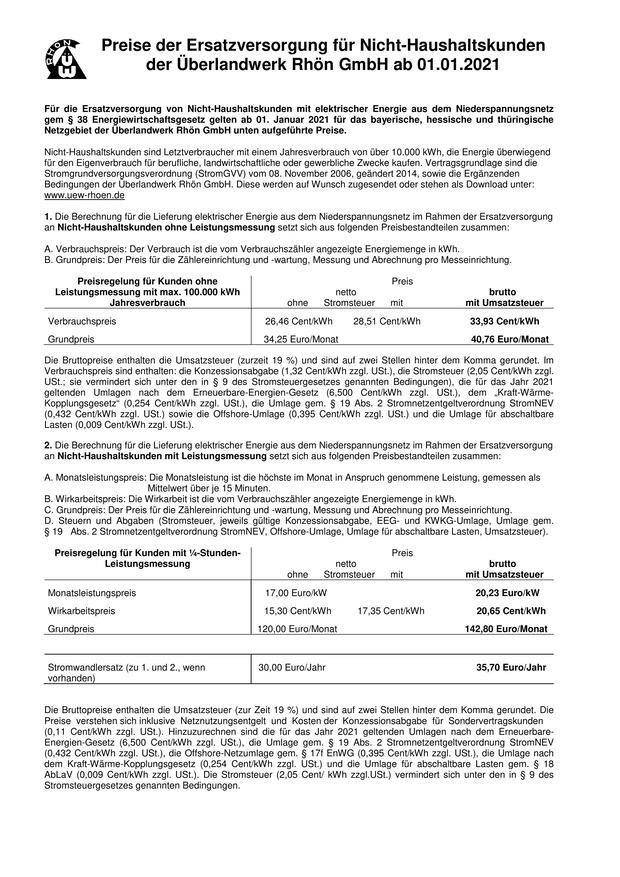 RHÖN
ÜW
Preise der Ersatzversorgung für Nicht-Haushaltskunden
der Überlandwerk Rhön GmbH ab 01.01.2021
Für die Ersatzversorgung von Nicht-Haushaltskunden mit elektrischer Energie aus dem Niederspannungsnetz
gem § 38 Energiewirtschaftsgesetz gelten ab 01. Januar 2021 für das bayerische, hessische und thüringische
Netzgebiet der Überlandwerk Rhön GmbH unten aufgeführte Preise.
Nicht-Haushaltskunden sind Letztverbraucher mit einem Jahresverbrauch von über 10.000 kWh, die Energie überwiegend
für den Eigenverbrauch für berufliche, landwirtschaftliche oder gewerbliche Zwecke kaufen. Vertragsgrundlage sind die
Stromgrundversorgungsverordnung (StromGVV) vom 08. November 2006, geändert 2014, sowie die Ergänzenden
Bedingungen der Überlandwerk Rhön GmbH. Diese werden auf Wunsch zugesendet oder stehen als Download unter:
www.uew-rhoen.de
1. Die Berechnung für die Lieferung elektrischer Energie aus dem Niederspannungsnetz im Rahmen der Ersatzversorgung
an Nicht-Haushaltskunden ohne Leistungsmessung setzt sich aus folgenden Preisbestandteilen zusammen:
A. Verbrauchspreis: Der Verbrauch ist die vom Verbrauchszähler angezeigte Energiemenge in kWh.
B. Grundpreis: Der Preis für die Zählereinrichtung und -wartung, Messung und Abrechnung pro Messeinrichtung.
Preisregelung für Kunden ohne Preis
Leistungsmessung mit max. 100.000 kWh netto brutto
Jahresverbrauch ohne Stromsteuer mit mit Umsatzsteuer
Verbrauchspreis 26,46 Cent/kWh 28,51 Cent/kWh 33,93 Cent/kWh
Grundpreis 34,25 Euro/Monat 40,76 Euro/Monat
Die Bruttopreise enthalten die Umsatzsteuer (zurzeit 19 %) und sind auf zwei Stellen hinter dem Komma gerundet. Im
Verbrauchspreis sind enthalten: die Konzessionsabgabe (1,32 Cent/kWh zzgl. USt.), die Stromsteuer (2,05 Cent/kWh zzgl.
USt.; sie vermindert sich unter den in § 9 des Stromsteuergesetzes genannten Bedingungen), die für das Jahr 2021
geltenden Umlagen nach dem Erneuerbare-Energien-Gesetz (6,500 Cent/kWh zzgl. USt.), dem „Kraft-Wärme-
Kopplungsgesetz“ (0,254 Cent/kWh zzgl. USt.), die Umlage gem. § 19 Abs. 2 Stromnetzentgeltverordnung StromNEV
(0,432 Cent/kWh zzgl. USt.) sowie die Offshore-Umlage (0,395 Cent/kWh zzgl. USt.) und die Umlage für abschaltbare
Lasten (0,009 Cent/kWh zzgl. USt.).
2. Die Berechnung für die Lieferung elektrischer Energie aus dem Niederspannungsnetz im Rahmen der Ersatzversorgung
an Nicht-Haushaltskunden mit Leistungsmessung setzt sich aus folgenden Preisbestandteilen zusammen:
A. Monatsleistungspreis: Die Monatsleistung ist die höchste im Monat in Anspruch genommene Leistung, gemessen als
Mittelwert über je 15 Minuten.
B. Wirkarbeitspreis: Die Wirkarbeit ist die vom Verbrauchszähler angezeigte Energiemenge in kWh.
C. Grundpreis: Der Preis für die Zählereinrichtung und -wartung, Messung und Abrechnung pro Messeinrichtung.
D. Steuern und Abgaben (Stromsteuer, jeweils gültige Konzessionsabgabe, EEG- und KWKG-Umlage, Umlage gem.
§ 19 Abs. 2 Stromnetzentgeltverordnung StromNEV, Offshore-Umlage, Umlage für abschaltbare Lasten, Umsatzsteuer).
Preisregelung für Kunden mit ¼-Stunden- Preis
Leistungsmessung netto brutto
ohne Stromsteuer mit mit Umsatzsteuer
Monatsleistungspreis 17,00 Euro/kW 20,23 Euro/kW
Wirkarbeitspreis 15,30 Cent/kWh 17,35 Cent/kWh 20,65 Cent/kWh
Grundpreis 120,00 Euro/Monat 142,80 Euro/Monat
Stromwandlersatz (zu 1. und 2., wenn 30,00 Euro/Jahr 35,70 Euro/Jahr
vorhanden)
Die Bruttopreise enthalten die Umsatzsteuer (zur Zeit 19 %) und sind auf zwei Stellen hinter dem Komma gerundet. Die
Preise verstehen sich inklusive Netznutzungsentgelt und Kosten der Konzessionsabgabe für Sondervertragskunden
(0,11 Cent/kWh zzgl. USt.). Hinzuzurechnen sind die für das Jahr 2021 geltenden Umlagen nach dem Erneuerbare-
Energien-Gesetz (6,500 Cent/kWh zzgl. USt.), die Umlage gem. § 19 Abs. 2 Stromnetzentgeltverordnung StromNEV
(0,432 Cent/kWh zzgl. USt.), die Offshore-Netzumlage gem. § 17f EnWG (0,395 Cent/kWh zzgl. USt.), die Umlage nach
dem Kraft-Wärme-Kopplungsgesetz (0,254 Cent/kWh zzgl. USt.) und die Umlage für abschaltbare Lasten gem. § 18
AbLaV (0,009 Cent/kWh zzgl. USt.). Die Stromsteuer (2,05 Cent/ kWh zzgl.USt.) vermindert sich unter den in § 9 des
Stromsteuergesetzes genannten Bedingungen.